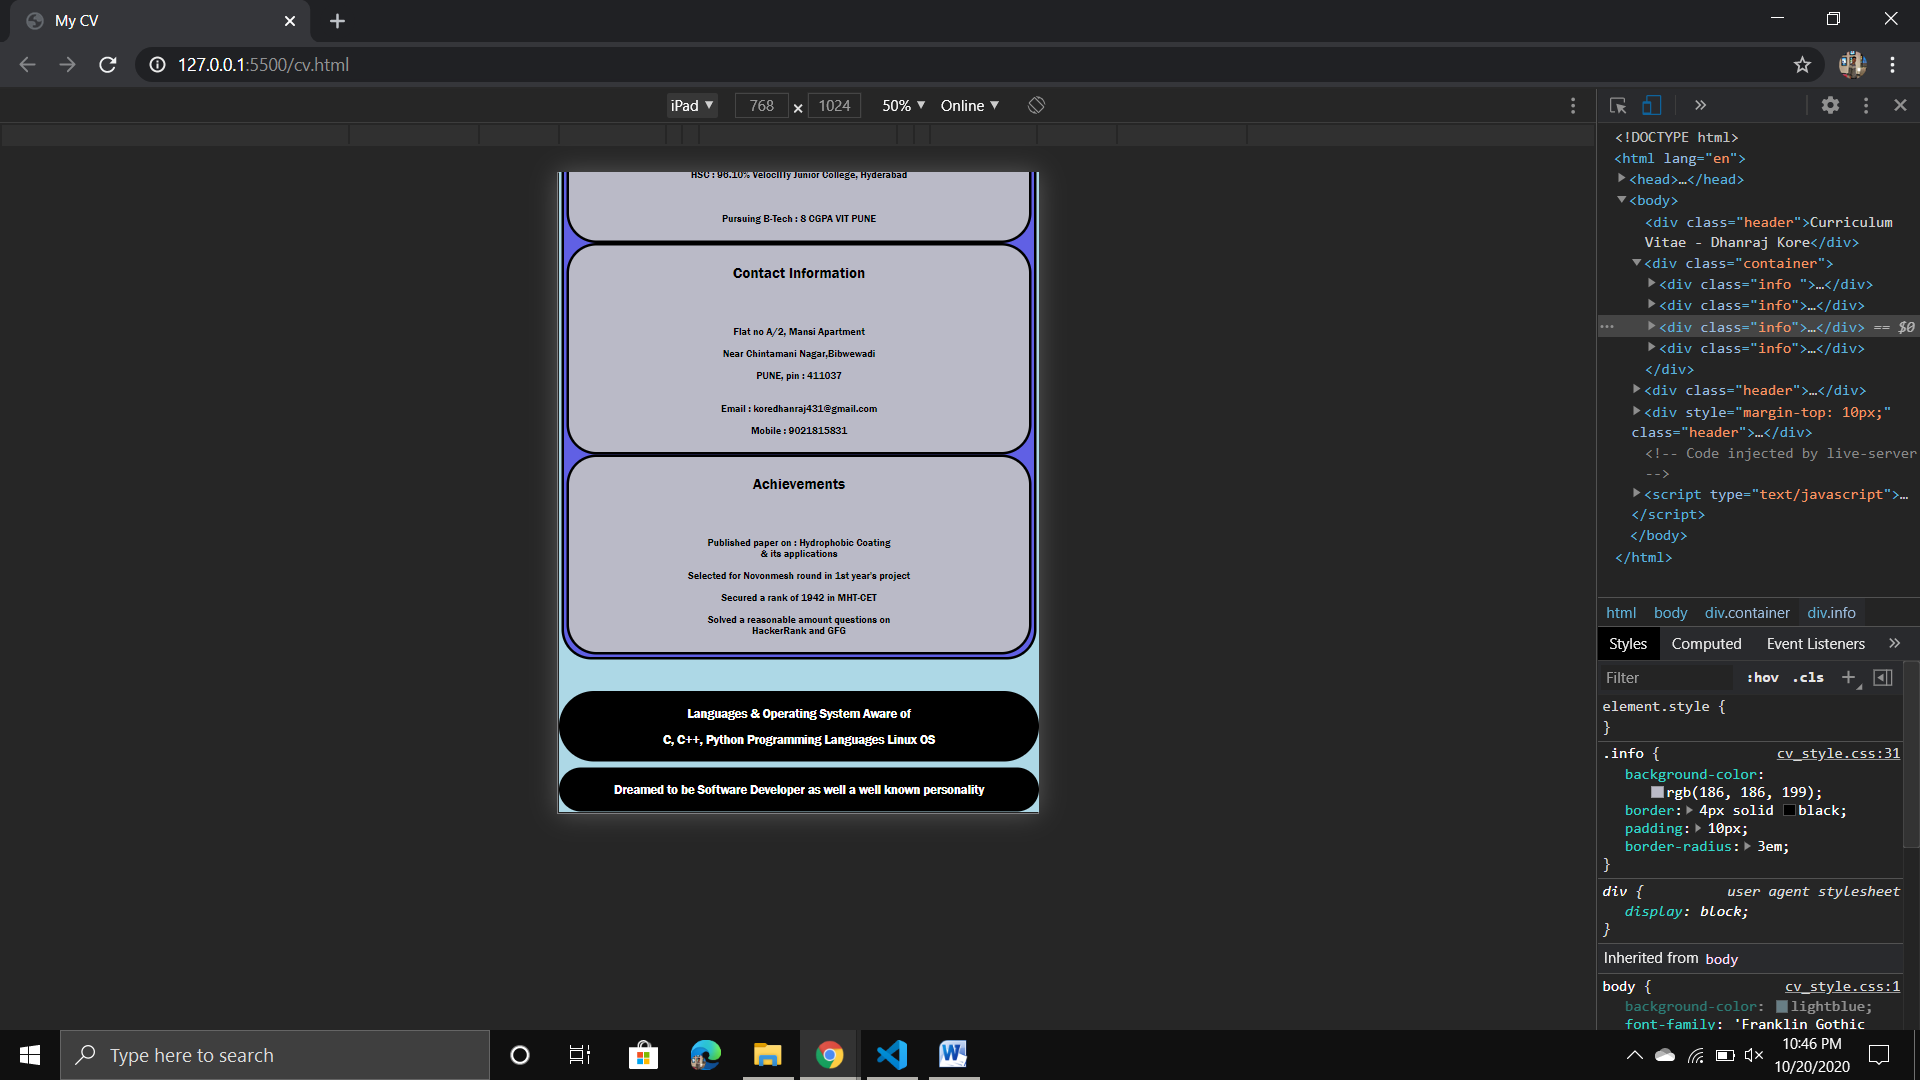 My CV
127.0.0.1:5500/cv.html
iPad ▼ 768 × 1024 50% ▼ Online ▼
HSC : 96.10% VelocITy Junior College, Hyderabad
Pursuing B-Tech : 8 CGPA VIT PUNE
Contact Information
Flat no A/2, Mansi Apartment
Near Chintamani Nagar,Bibwewadi
PUNE, pin : 411037
Email : koredhanraj431@gmail.com
Mobile : 9021815831
Achievements
Published paper on : Hydrophobic Coating
& its applications
Selected for Novonmesh round in 1st year's project
Secured a rank of 1942 in MHT-CET
Solved a reasonable amount questions on
HackerRank and GFG
Languages & Operating System Aware of
C, C++, Python Programming Languages Linux OS
Dreamed to be Software Developer as well a well known personality
<!DOCTYPE html>
<html lang="en">
<head>…</head>
<body>
<div class="header">Curriculum
Vitae - Dhanraj Kore</div>
<div class="container">
<div class="info ">…</div>
<div class="info">…</div>
<div class="info">…</div> == $0
<div class="info">…</div>
</div>
<div class="header">…</div>
<div style="margin-top: 10px;"
class="header">…</div>
<!-- Code injected by live-server
-->
<script type="text/javascript">…
</script>
</body>
</html>
html body div.container div.info
Styles Computed Event Listeners
Filter :hov .cls
element.style {
}
.info { cv_style.css:31
background-color:
rgb(186, 186, 199);
border: 4px solid black;
padding: 10px;
border-radius: 3em;
}
div { user agent stylesheet
display: block;
}
Inherited from body
body { cv_style.css:1
background-color: lightblue;
font-family: 'Franklin Gothic
Type here to search
10:46 PM
10/20/2020